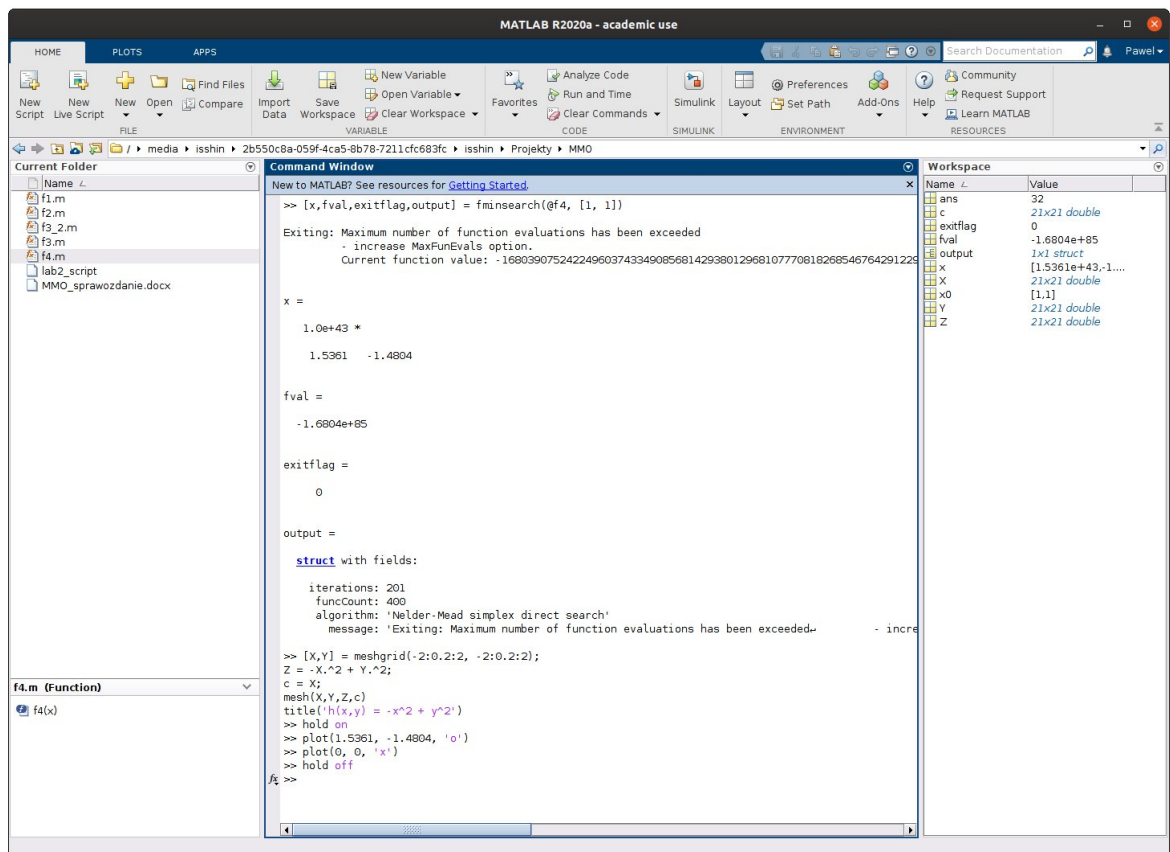 MATLAB R2020a - academic use
HOME PLOTS APPS
Search Documentation
Pawel
New Script
New Live Script
New
Open
Find Files
Compare
Import Data
Save Workspace
New Variable
Open Variable
Clear Workspace
Favorites
Analyze Code
Run and Time
Clear Commands
Simulink
Layout
Preferences
Set Path
Add-Ons
Help
Community
Request Support
Learn MATLAB
FILE VARIABLE CODE SIMULINK ENVIRONMENT RESOURCES
/ media isshin 2b550c8a-059f-4ca5-8b78-7211cfc683fc isshin Projekty MMO
Current Folder
Name
f1.m
f2.m
f3_2.m
f3.m
f4.m
lab2_script
MMO_sprawozdanie.docx
f4.m (Function)
f4(x)
Command Window
New to MATLAB? See resources for Getting Started.
>> [x,fval,exitflag,output] = fminsearch(@f4, [1, 1])
Exiting: Maximum number of function evaluations has been exceeded
- increase MaxFunEvals option.
Current function value: -168039075242249603743349085681429380129681077708182685467642912229
x =
1.0e+43 *
1.5361 -1.4804
fval =
-1.6804e+85
exitflag =
0
output =
struct with fields:
iterations: 201
funcCount: 400
algorithm: 'Nelder-Mead simplex direct search'
message: 'Exiting: Maximum number of function evaluations has been exceeded↵ - incre
>> [X,Y] = meshgrid(-2:0.2:2, -2:0.2:2);
Z = -X.^2 + Y.^2;
c = X;
mesh(X,Y,Z,c)
title('h(x,y) = -x^2 + y^2')
>> hold on
>> plot(1.5361, -1.4804, 'o')
>> plot(0, 0, 'x')
>> hold off
fx >>
Workspace
Name Value
ans 32
c 21x21 double
exitflag 0
fval -1.6804e+85
output 1x1 struct
x [1.5361e+43,-1....
X 21x21 double
x0 [1,1]
Y 21x21 double
Z 21x21 double